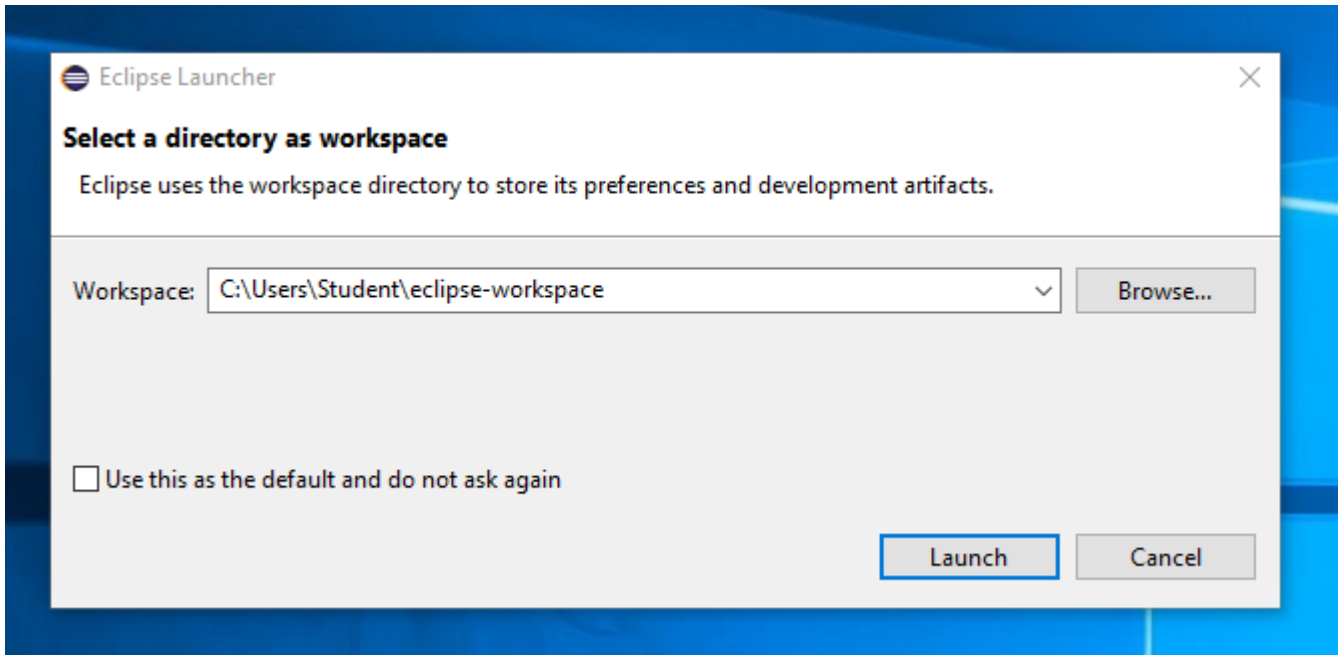 Eclipse Launcher
Select a directory as workspace
Eclipse uses the workspace directory to store its preferences and development artifacts.
Workspace: C:\Users\Student\eclipse-workspace Browse...
Use this as the default and do not ask again
Launch Cancel